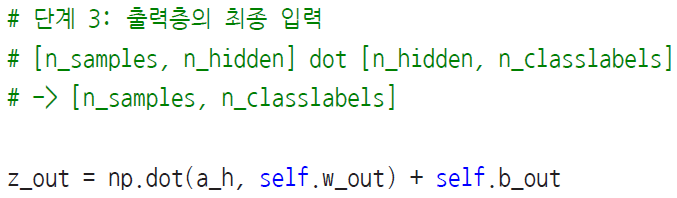 # 단계 3: 출력층의 최종 입력
# [n_samples, n_hidden] dot [n_hidden, n_classlabels]
# -> [n_samples, n_classlabels]
z_out = np.dot(a_h, self.w_out) + self.b_out